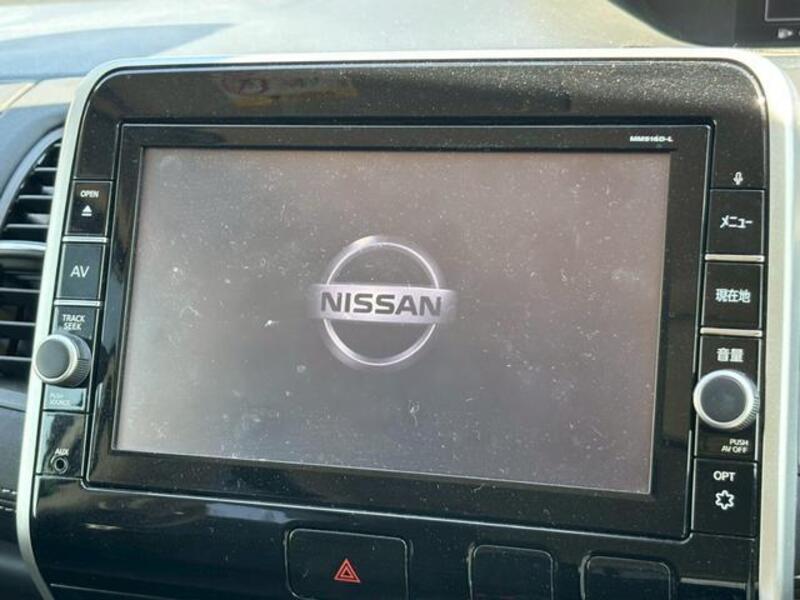 MM516D-L
OPEN
メニュー
AV
現在地
TRACK
SEEK
音量
NISSAN
PUSH
SOURCE
PUSH
AV OFF
AUX
OPT